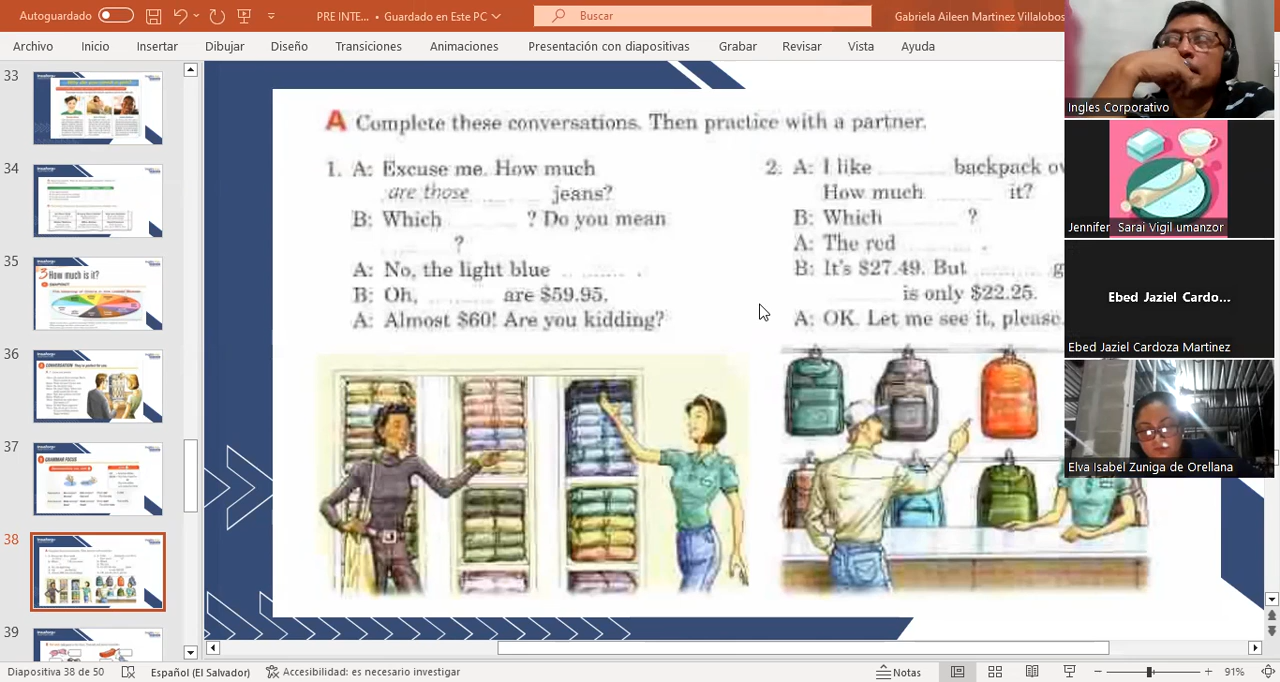 Autoguardado
PRE INTE... • Guardado en Este PC
Buscar
Gabriela Aileen Martinez Villalobos
Archivo Inicio Insertar Dibujar Diseño Transiciones Animaciones Presentación con diapositivas Grabar Revisar Vista Ayuda
33
34
35
3 How much is it?
36
37
38
39
A Complete these conversations. Then practice with a partner.
1. A: Excuse me. How much
are those jeans?
B: Which ? Do you mean
?
A: No, the light blue .
B: Oh, are $59.95.
A: Almost $60! Are you kidding?
2. A: I like backpack ov
How much it?
B: Which ?
A: The red .
B: It's $27.49. But g
is only $22.25.
A: OK. Let me see it, please.
Ingles Corporativo
Jennifer Sarai Vigil umanzor
Ebed Jaziel Cardo...
Ebed Jaziel Cardoza Martinez
Elva Isabel Zuniga de Orellana
Diapositiva 38 de 50 Español (El Salvador) Accesibilidad: es necesario investigar Notas 91%